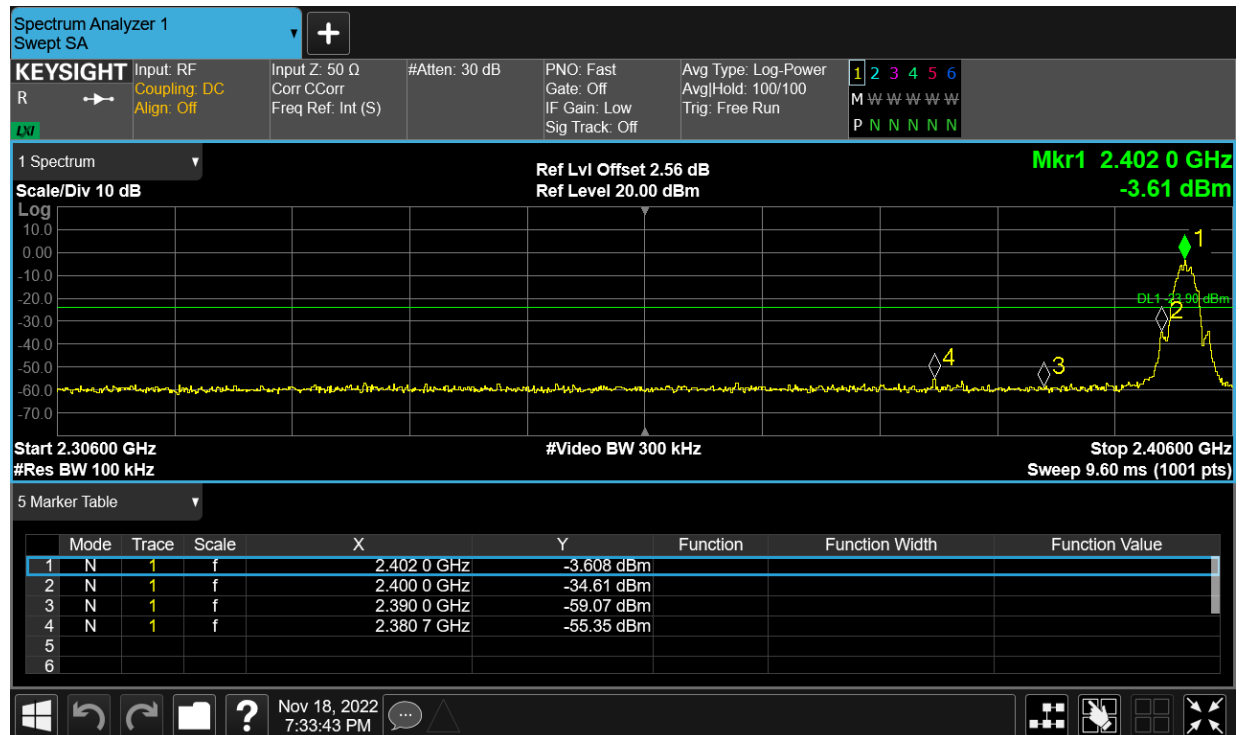 Spectrum Analyzer 1
Swept SA
+
KEYSIGHT
R
LXI
Input: RF
Coupling: DC
Align: Off
Input Z: 50 Ω
Corr CCorr
Freq Ref: Int (S)
#Atten: 30 dB
PNO: Fast
Gate: Off
IF Gain: Low
Sig Track: Off
Avg Type: Log-Power
Avg|Hold: 100/100
Trig: Free Run
1 2 3 4 5 6
M W W W W W
P N N N N N
1 Spectrum
Scale/Div 10 dB
Ref Lvl Offset 2.56 dB
Ref Level 20.00 dBm
Mkr1 2.402 0 GHz
-3.61 dBm
Log
10.0
0.00
-10.0
-20.0
-30.0
-40.0
-50.0
-60.0
-70.0
1
DL1 -23.90 dBm
2
4
3
Start 2.30600 GHz
#Video BW 300 kHz
Stop 2.40600 GHz
#Res BW 100 kHz
Sweep 9.60 ms (1001 pts)
5 Marker Table
Mode Trace Scale X Y Function Function Width Function Value
1 N 1 f 2.402 0 GHz -3.608 dBm
2 N 1 f 2.400 0 GHz -34.61 dBm
3 N 1 f 2.390 0 GHz -59.07 dBm
4 N 1 f 2.380 7 GHz -55.35 dBm
5
6
?
Nov 18, 2022
7:33:43 PM